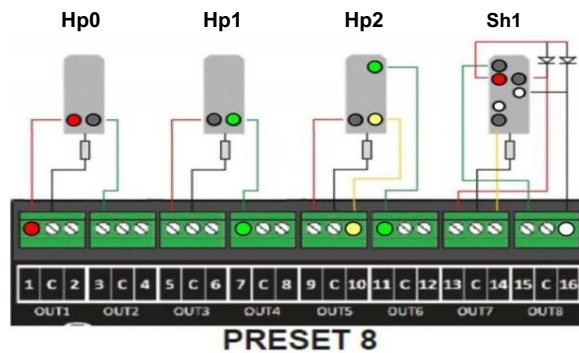 Hp0 Hp1 Hp2 Sh1
1 C 2 3 C 4 5 C 6 7 C 8 9 C 10 11 C 12 13 C 14 15 C 16
OUT1 OUT2 OUT3 OUT4 OUT5 OUT6 OUT7 OUT8
PRESET 8